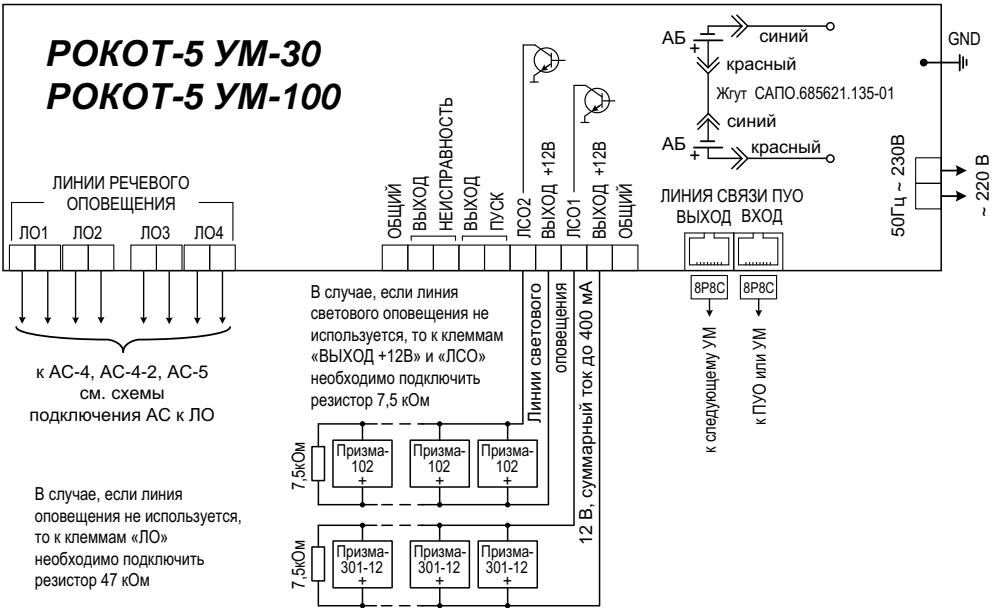 РОКОТ-5 УМ-30
РОКОТ-5 УМ-100
ЛИНИИ РЕЧЕВОГО
ОПОВЕЩЕНИЯ
ЛО1
ЛО2
ЛО3
ЛО4
к АС-4, АС-4-2, АС-5
см. схемы
подключения АС к ЛО
В случае, если линия
оповещения не используется,
то к клеммам «ЛО»
необходимо подключить
резистор 47 кОм
ОБЩИЙ
ВЫХОД
НЕИСПРАВНОСТЬ
ВЫХОД
ПУСК
ЛСО2
ВЫХОД +12В
ЛСО1
ВЫХОД +12В
ОБЩИЙ
В случае, если линия
светового оповещения не
используется, то к клеммам
«ВЫХОД +12В» и «ЛСО»
необходимо подключить
резистор 7,5 кОм
Линии светового
оповещения
12 В, суммарный ток до 400 мА
7,5кОм
Призма-
102
+
Призма-
102
+
Призма-
102
+
7,5кОм
Призма-
301-12
+
Призма-
301-12
+
Призма-
301-12
+
АБ
+
синий
красный
Жгут САПО.685621.135-01
синий
АБ
+
красный
ЛИНИЯ СВЯЗИ ПУО
ВЫХОД
ВХОД
8Р8С
8Р8С
к следующему УМ
к ПУО или УМ
GND
50Гц ~ 230В
~ 220 В